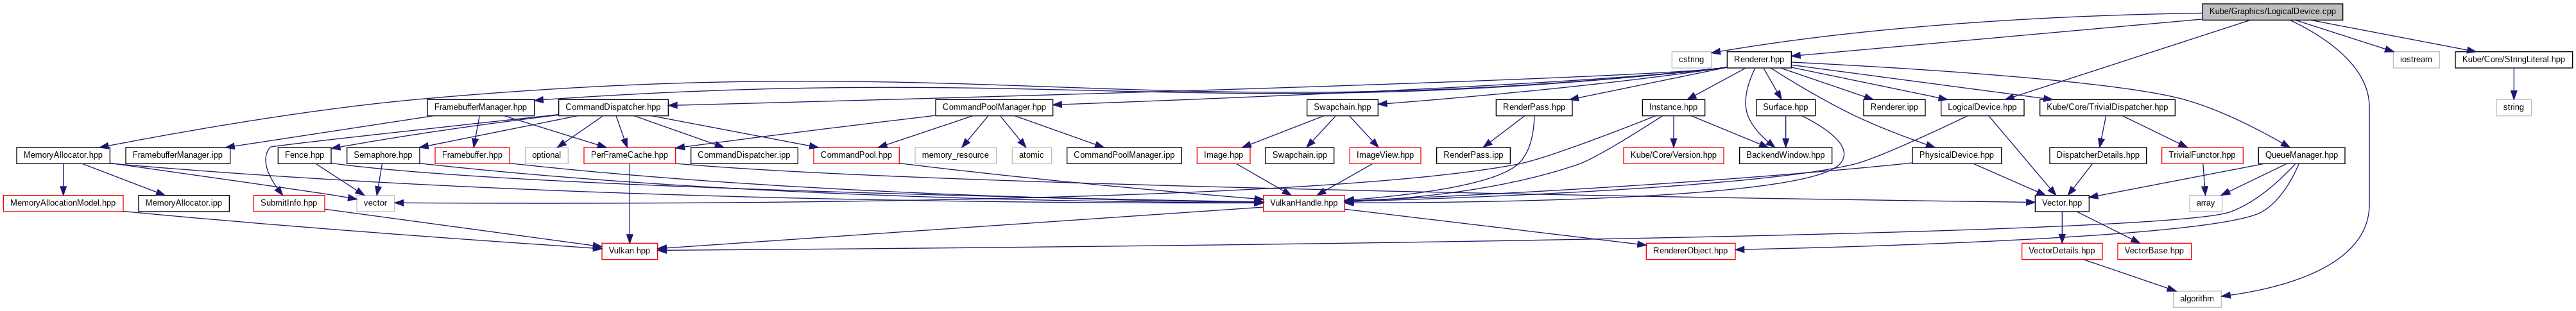 Kube/Graphics/LogicalDevice.cpp
cstring
Renderer.hpp
iostream
Kube/Core/StringLiteral.hpp
FramebufferManager.hpp
CommandDispatcher.hpp
CommandPoolManager.hpp
Swapchain.hpp
RenderPass.hpp
Instance.hpp
Surface.hpp
Renderer.ipp
LogicalDevice.hpp
Kube/Core/TrivialDispatcher.hpp
string
MemoryAllocator.hpp
FramebufferManager.ipp
Fence.hpp
Semaphore.hpp
Framebuffer.hpp
optional
PerFrameCache.hpp
CommandDispatcher.ipp
CommandPool.hpp
memory_resource
atomic
CommandPoolManager.ipp
Image.hpp
Swapchain.ipp
ImageView.hpp
RenderPass.ipp
Kube/Core/Version.hpp
BackendWindow.hpp
PhysicalDevice.hpp
DispatcherDetails.hpp
TrivialFunctor.hpp
QueueManager.hpp
MemoryAllocationModel.hpp
MemoryAllocator.ipp
SubmitInfo.hpp
vector
VulkanHandle.hpp
Vector.hpp
array
Vulkan.hpp
RendererObject.hpp
VectorDetails.hpp
VectorBase.hpp
algorithm